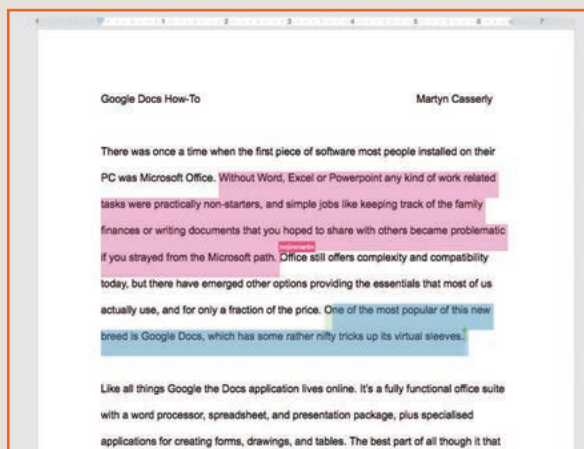 1 1 2 3 4 5 6 7
Google Docs How-To Martyn Casserly
There was once a time when the first piece of software most people installed on their
PC was Microsoft Office. Without Word, Excel or Powerpoint any kind of work related
tasks were practically non-starters, and simple jobs like keeping track of the family
finances or writing documents that you hoped to share with others became problematic
if you strayed from the Microsoft path. Office still offers complexity and compatibility
today, but there have emerged other options providing the essentials that most of us
actually use, and for only a fraction of the price. One of the most popular of this new
breed is Google Docs, which has some rather nifty tricks up its virtual sleeves.
Like all things Google the Docs application lives online. It's a fully functional office suite
with a word processor, spreadsheet, and presentation package, plus specialised
applications for creating forms, drawings, and tables. The best part of all though it that